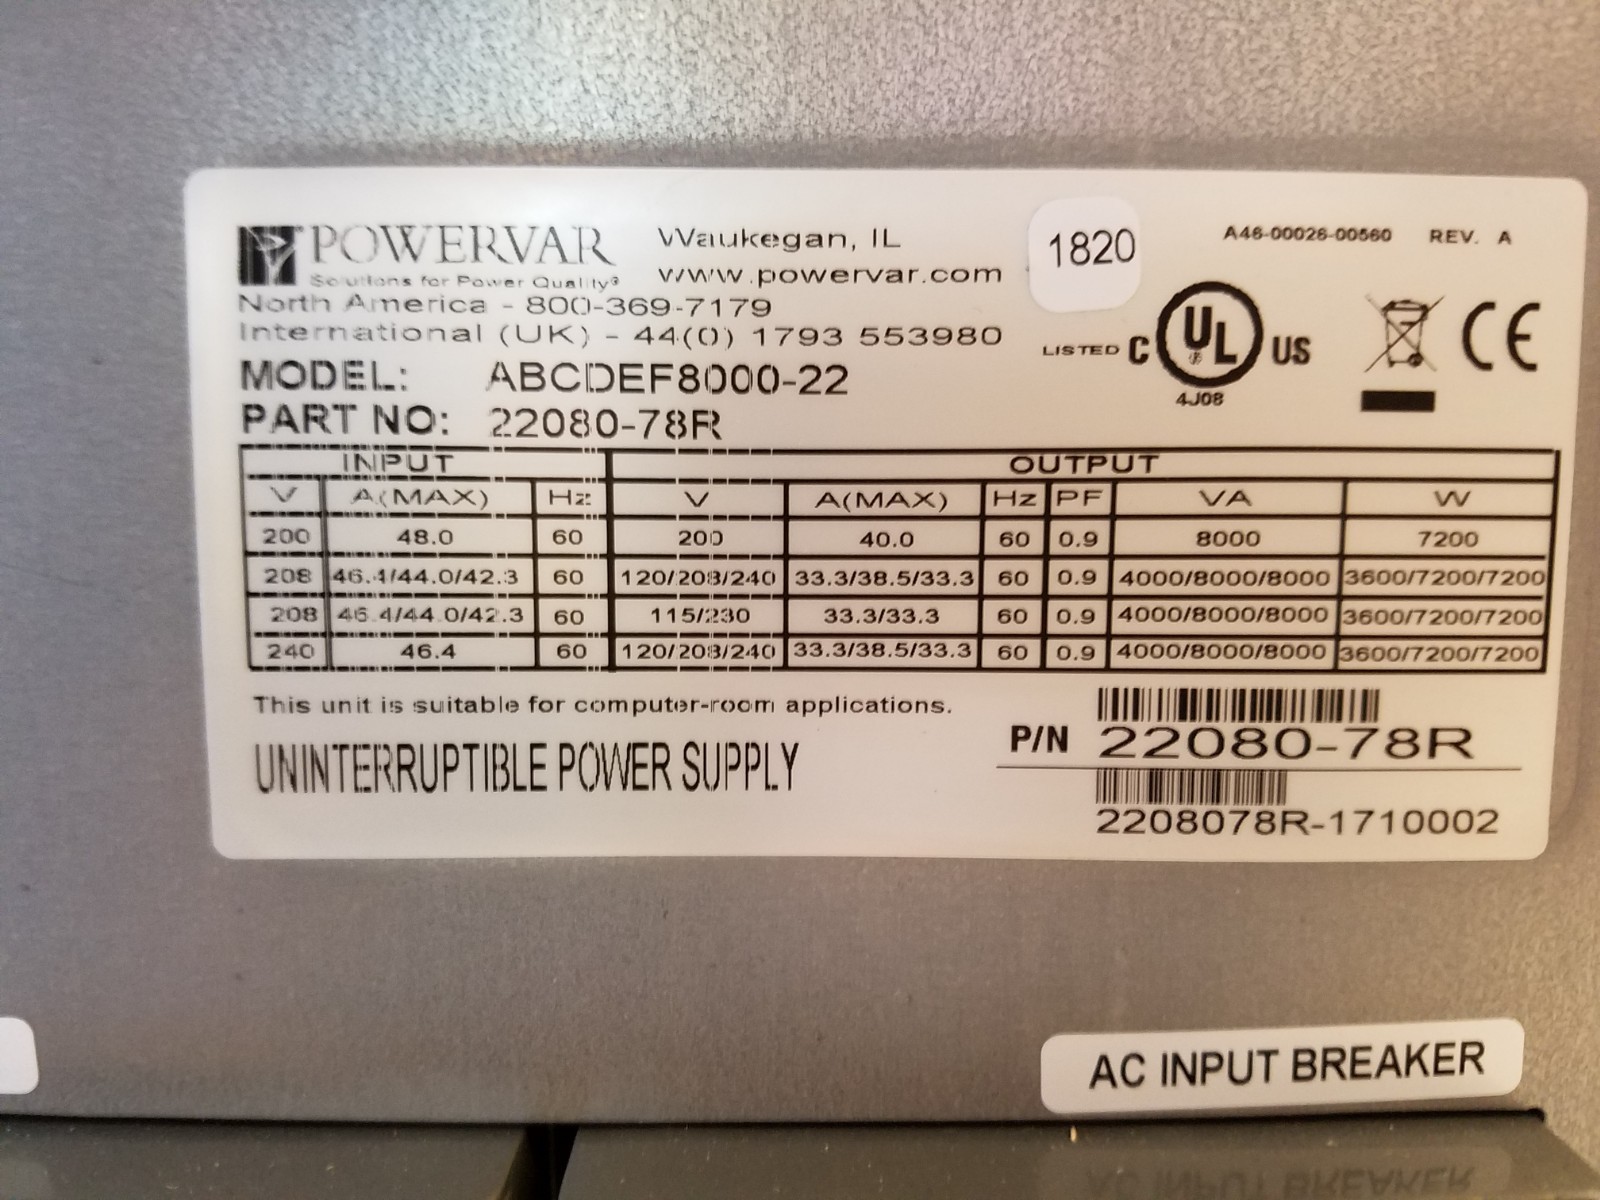 POWERVAR Waukegan, IL
Solutions for Power Quality® www.powervar.com
1820
A46-00026-00560 REV. A
North America - 800-369-7179
International (UK) - 44(0) 1793 553980
LISTED C UL ® US CE
4J08
MODEL: ABCDEF8000-22
PART NO: 22080-78R
INPUT OUTPUT
V A(MAX) Hz V A(MAX) Hz PF VA W
200 48.0 60 200 40.0 60 0.9 8000 7200
208 46.4/44.0/42.3 60 120/208/240 33.3/38.5/33.3 60 0.9 4000/8000/8000 3600/7200/7200
208 46.4/44.0/42.3 60 115/230 33.3/33.3 60 0.9 4000/8000/8000 3600/7200/7200
240 46.4 60 120/208/240 33.3/38.5/33.3 60 0.9 4000/8000/8000 3600/7200/7200
This unit is suitable for computer-room applications.
UNINTERRUPTIBLE POWER SUPPLY
P/N 22080-78R
2208078R-1710002
AC INPUT BREAKER